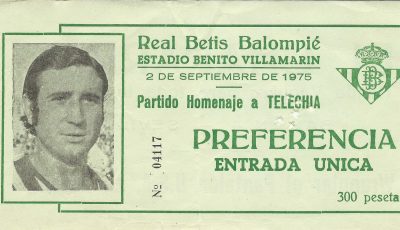 Real Betis Balompié
ESTADIO BENITO VILLAMARIN
2 DE SEPTIEMBRE DE 1975
Partido Homenaje a TELECHIA
PREFERENCIA
ENTRADA UNICA
Nº 04117
300 peseta